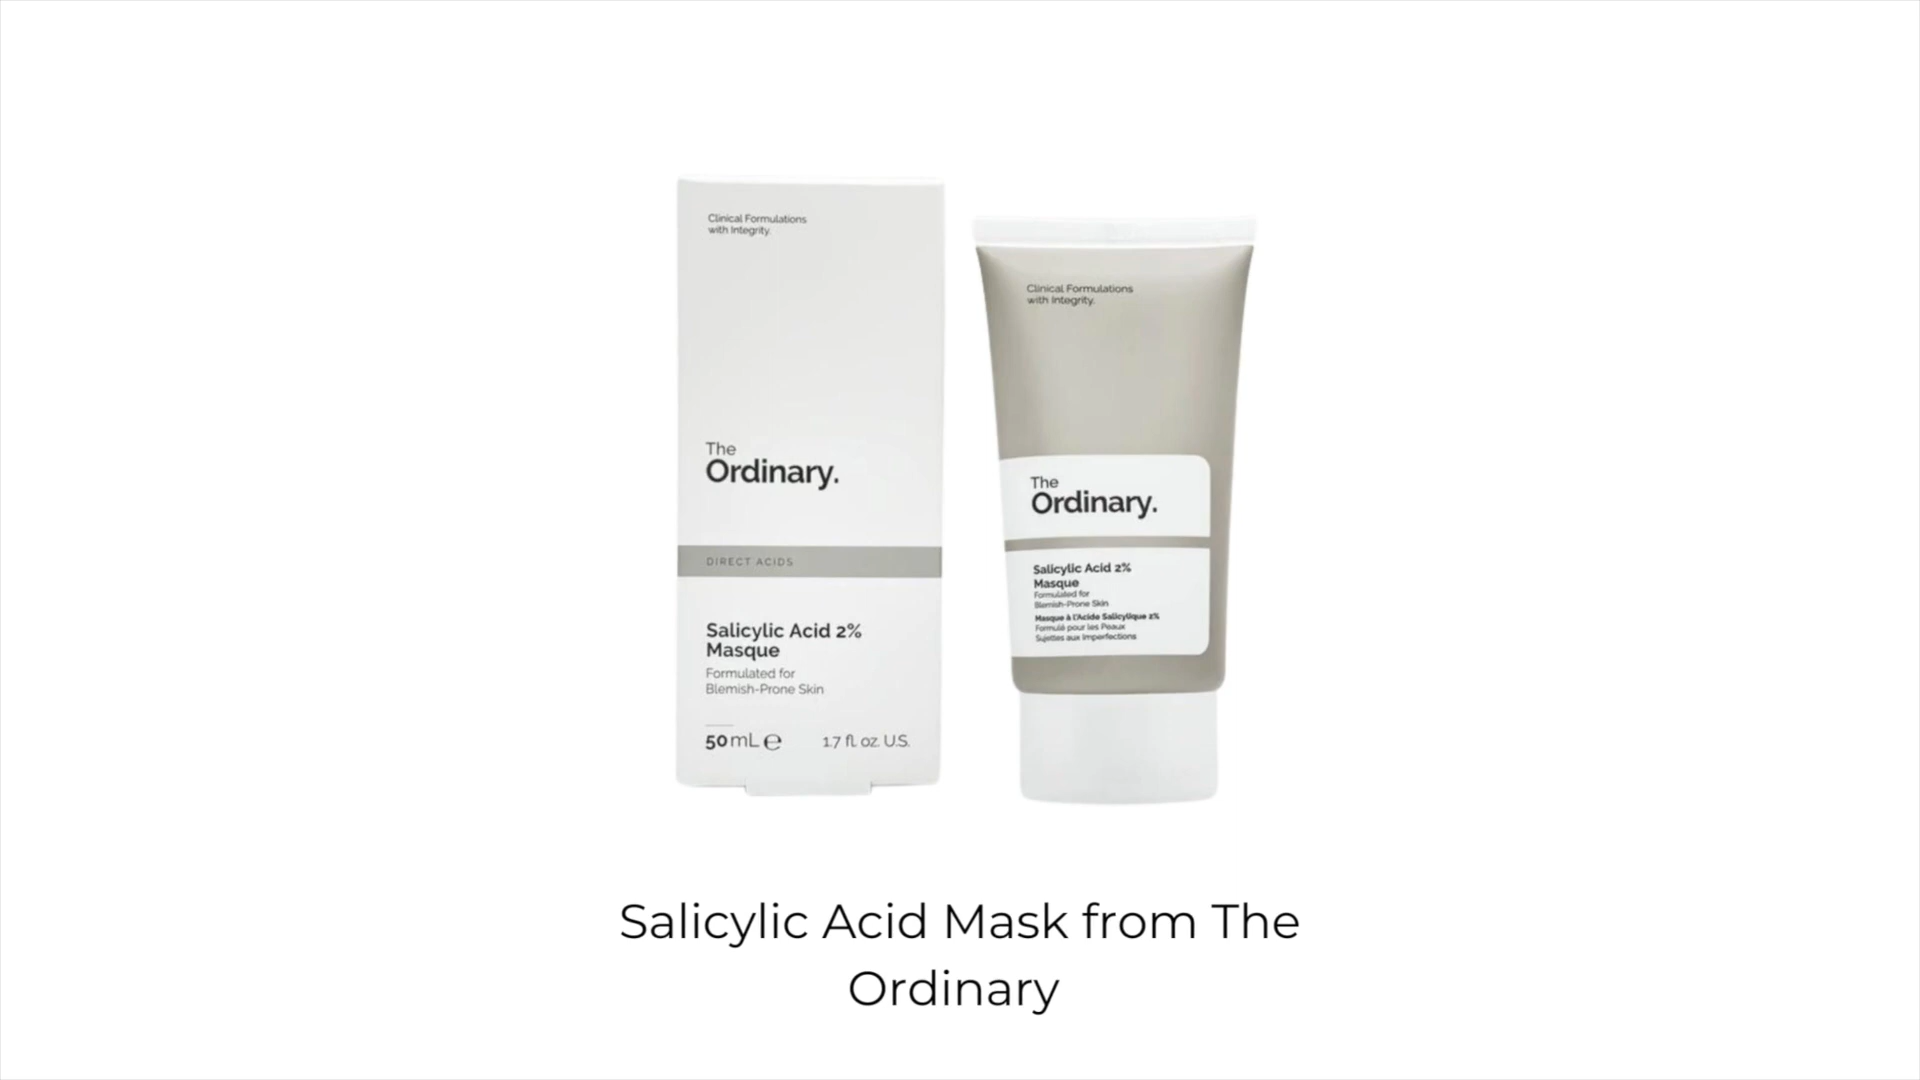 Clinical Formulations
with Integrity.
The
Ordinary.
DIRECT ACIDS
Salicylic Acid 2%
Masque
Formulated for
Blemish-Prone Skin
50 mL ℮ 1.7 fl. oz. U.S.
Clinical Formulations
with Integrity.
The
Ordinary.
Salicylic Acid 2%
Masque
Formulated for
Blemish-Prone Skin
Masque à l'Acide Salicylique 2%
Formulé pour les Peaux
Sujettes aux Imperfections
Salicylic Acid Mask from The
Ordinary